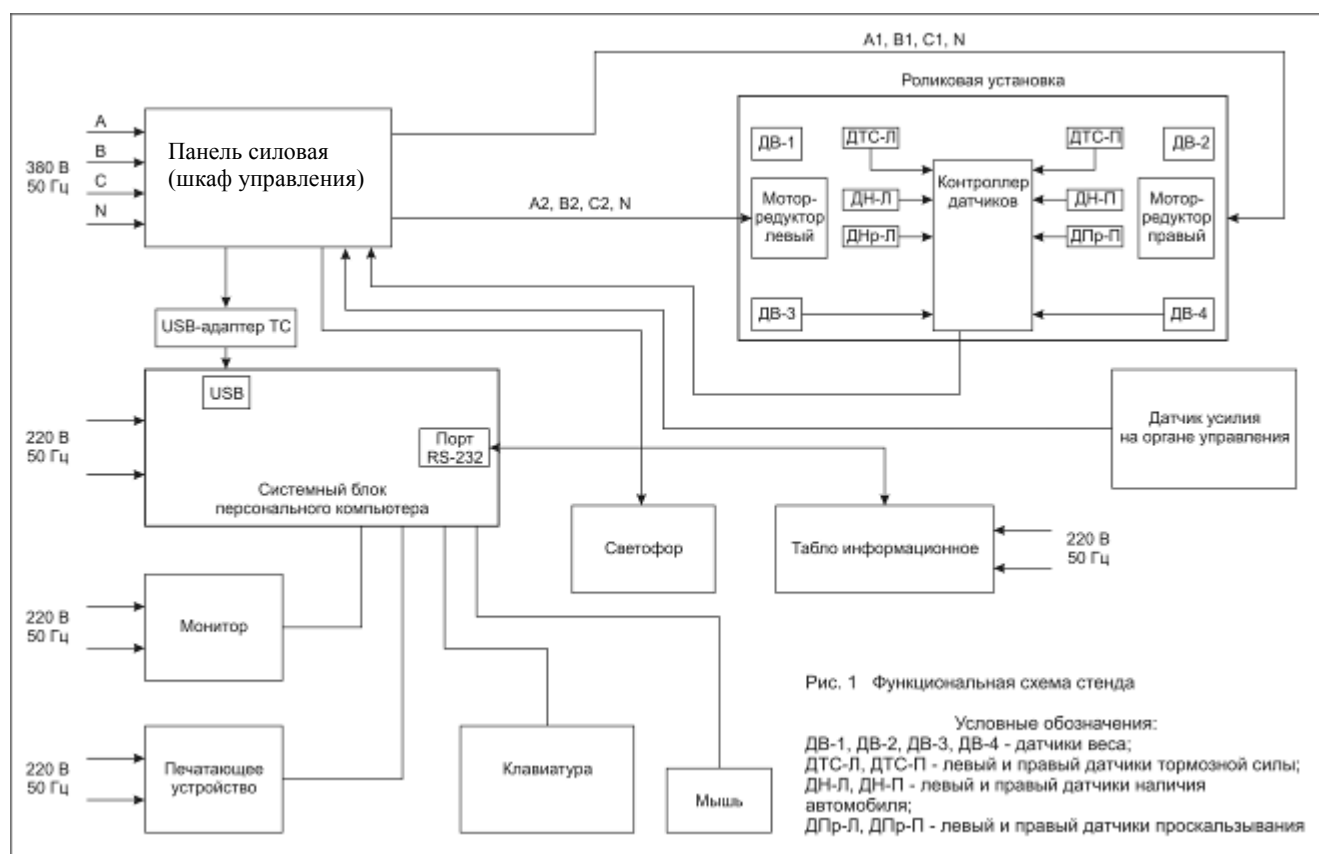 A1, B1, C1, N
Роликовая установка
A
B
C
N
380 В
50 Гц
Панель силовая
(шкаф управления)
ДВ-1
ДТС-Л
ДТС-П
ДВ-2
Контроллер
датчиков
A2, B2, C2, N
Мотор-
редуктор
левый
ДН-Л
ДН-П
Мотор-
редуктор
правый
ДНр-Л
ДПр-П
ДВ-3
ДВ-4
USB-адаптер ТС
USB
220 В
50 Гц
Порт
RS-232
Системный блок
персонального компьютера
Датчик усилия
на органе управления
Светофор
Табло информационное
220 В
50 Гц
220 В
50 Гц
Монитор
220 В
50 Гц
Печатающее
устройство
Клавиатура
Мышь
Рис. 1 Функциональная схема стенда
Условные обозначения:
ДВ-1, ДВ-2, ДВ-3, ДВ-4 - датчики веса;
ДТС-Л, ДТС-П - левый и правый датчики тормозной силы;
ДН-Л, ДН-П - левый и правый датчики наличия
автомобиля;
ДПр-Л, ДПр-П - левый и правый датчики проскальзывания